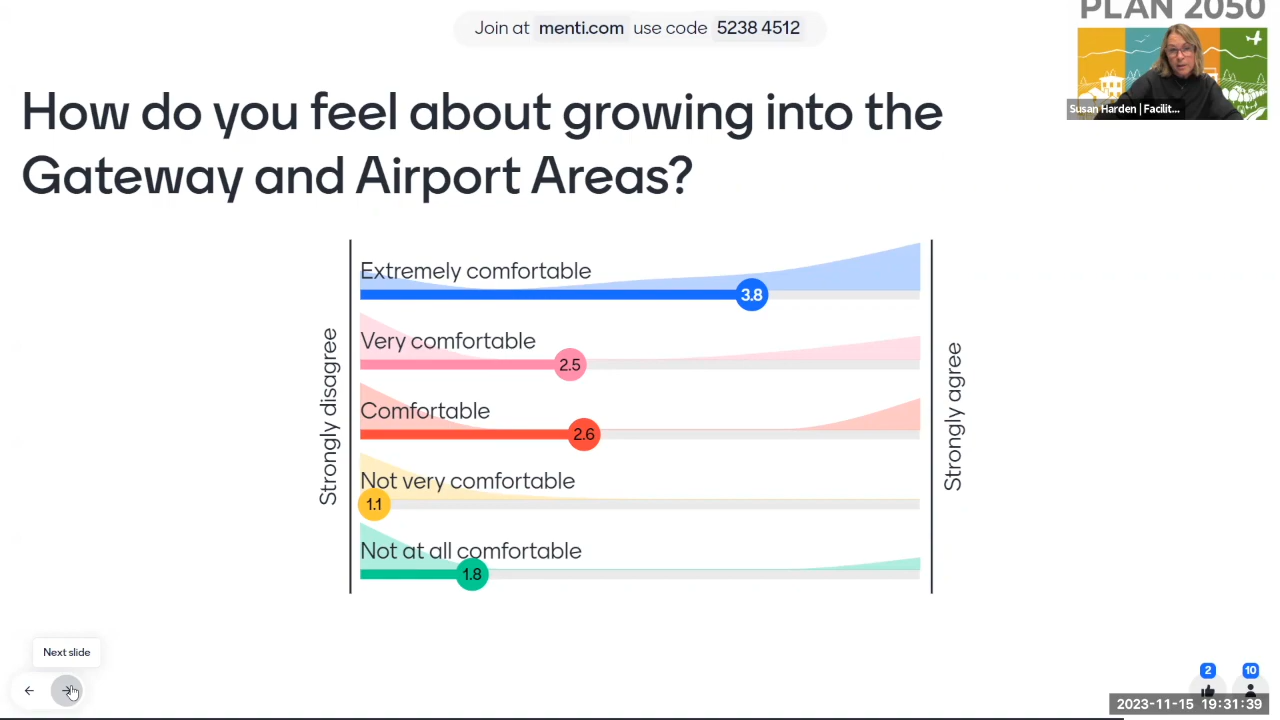 Join at menti.com use code 5238 4512
PLAN 2050
Susan Harden | Facilit...
How do you feel about growing into the
Gateway and Airport Areas?
Strongly disagree
Extremely comfortable
3.8
Very comfortable
2.5
Comfortable
2.6
Not very comfortable
1.1
Not at all comfortable
1.8
Strongly agree
Next slide
2
10
2023-11-15 19:31:39